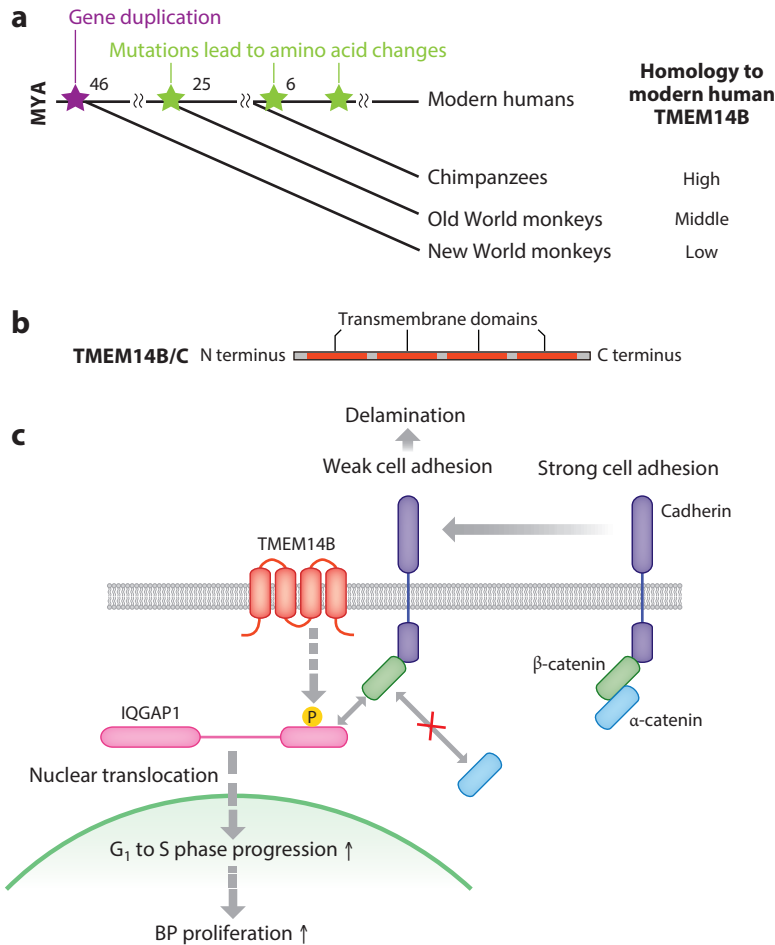 a
Gene duplication
Mutations lead to amino acid changes
MYA
46
25
6
Modern humans
Homology to
modern human
TMEM14B
Chimpanzees
High
Old World monkeys
Middle
New World monkeys
Low
b
Transmembrane domains
TMEM14B/C
N terminus
C terminus
c
Delamination
Weak cell adhesion
Strong cell adhesion
Cadherin
TMEM14B
β-catenin
α-catenin
P
IQGAP1
Nuclear translocation
G₁ to S phase progression ↑
BP proliferation ↑